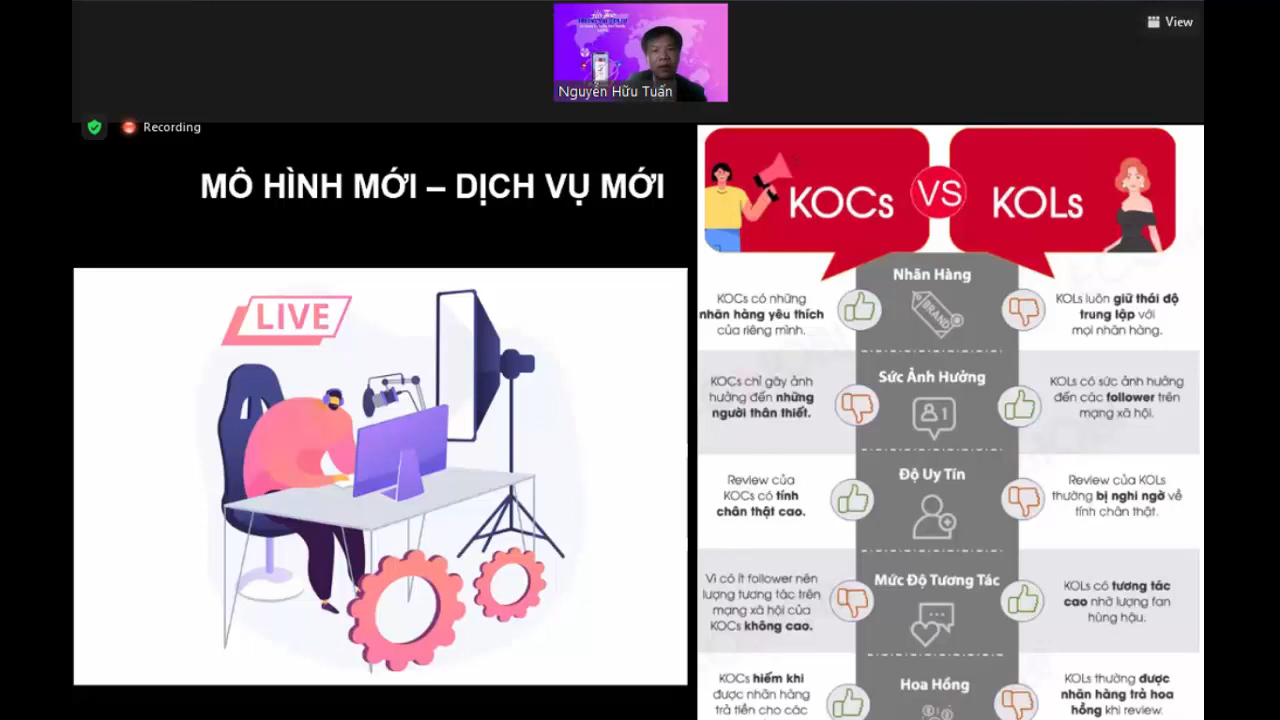 View
Nguyễn Hữu Tuấn
Recording
MÔ HÌNH MỚI – DỊCH VỤ MỚI
LIVE
KOCs
VS
KOLs
Nhãn Hàng
KOCs có những
nhãn hàng yêu thích
của riêng mình.
BRAND
KOLs luôn giữ thái độ
trung lập với
mọi nhãn hàng.
Sức Ảnh Hưởng
KOCs chỉ gây ảnh
hưởng đến những
người thân thiết.
1
KOLs có sức ảnh hưởng
đến các follower trên
mạng xã hội.
Độ Uy Tín
Review của
KOCs có tính
chân thật cao.
Review của KOLs
thường bị nghi ngờ về
tính chân thật.
Mức Độ Tương Tác
Vì có ít follower nên
lượng tương tác trên
mạng xã hội của
KOCs không cao.
KOLs có tương tác
cao nhờ lượng fan
hùng hậu.
Hoa Hồng
KOCs hiếm khi
được nhãn hàng
trả tiền cho các
KOLs thường được
nhãn hàng trả hoa
hồng khi review.